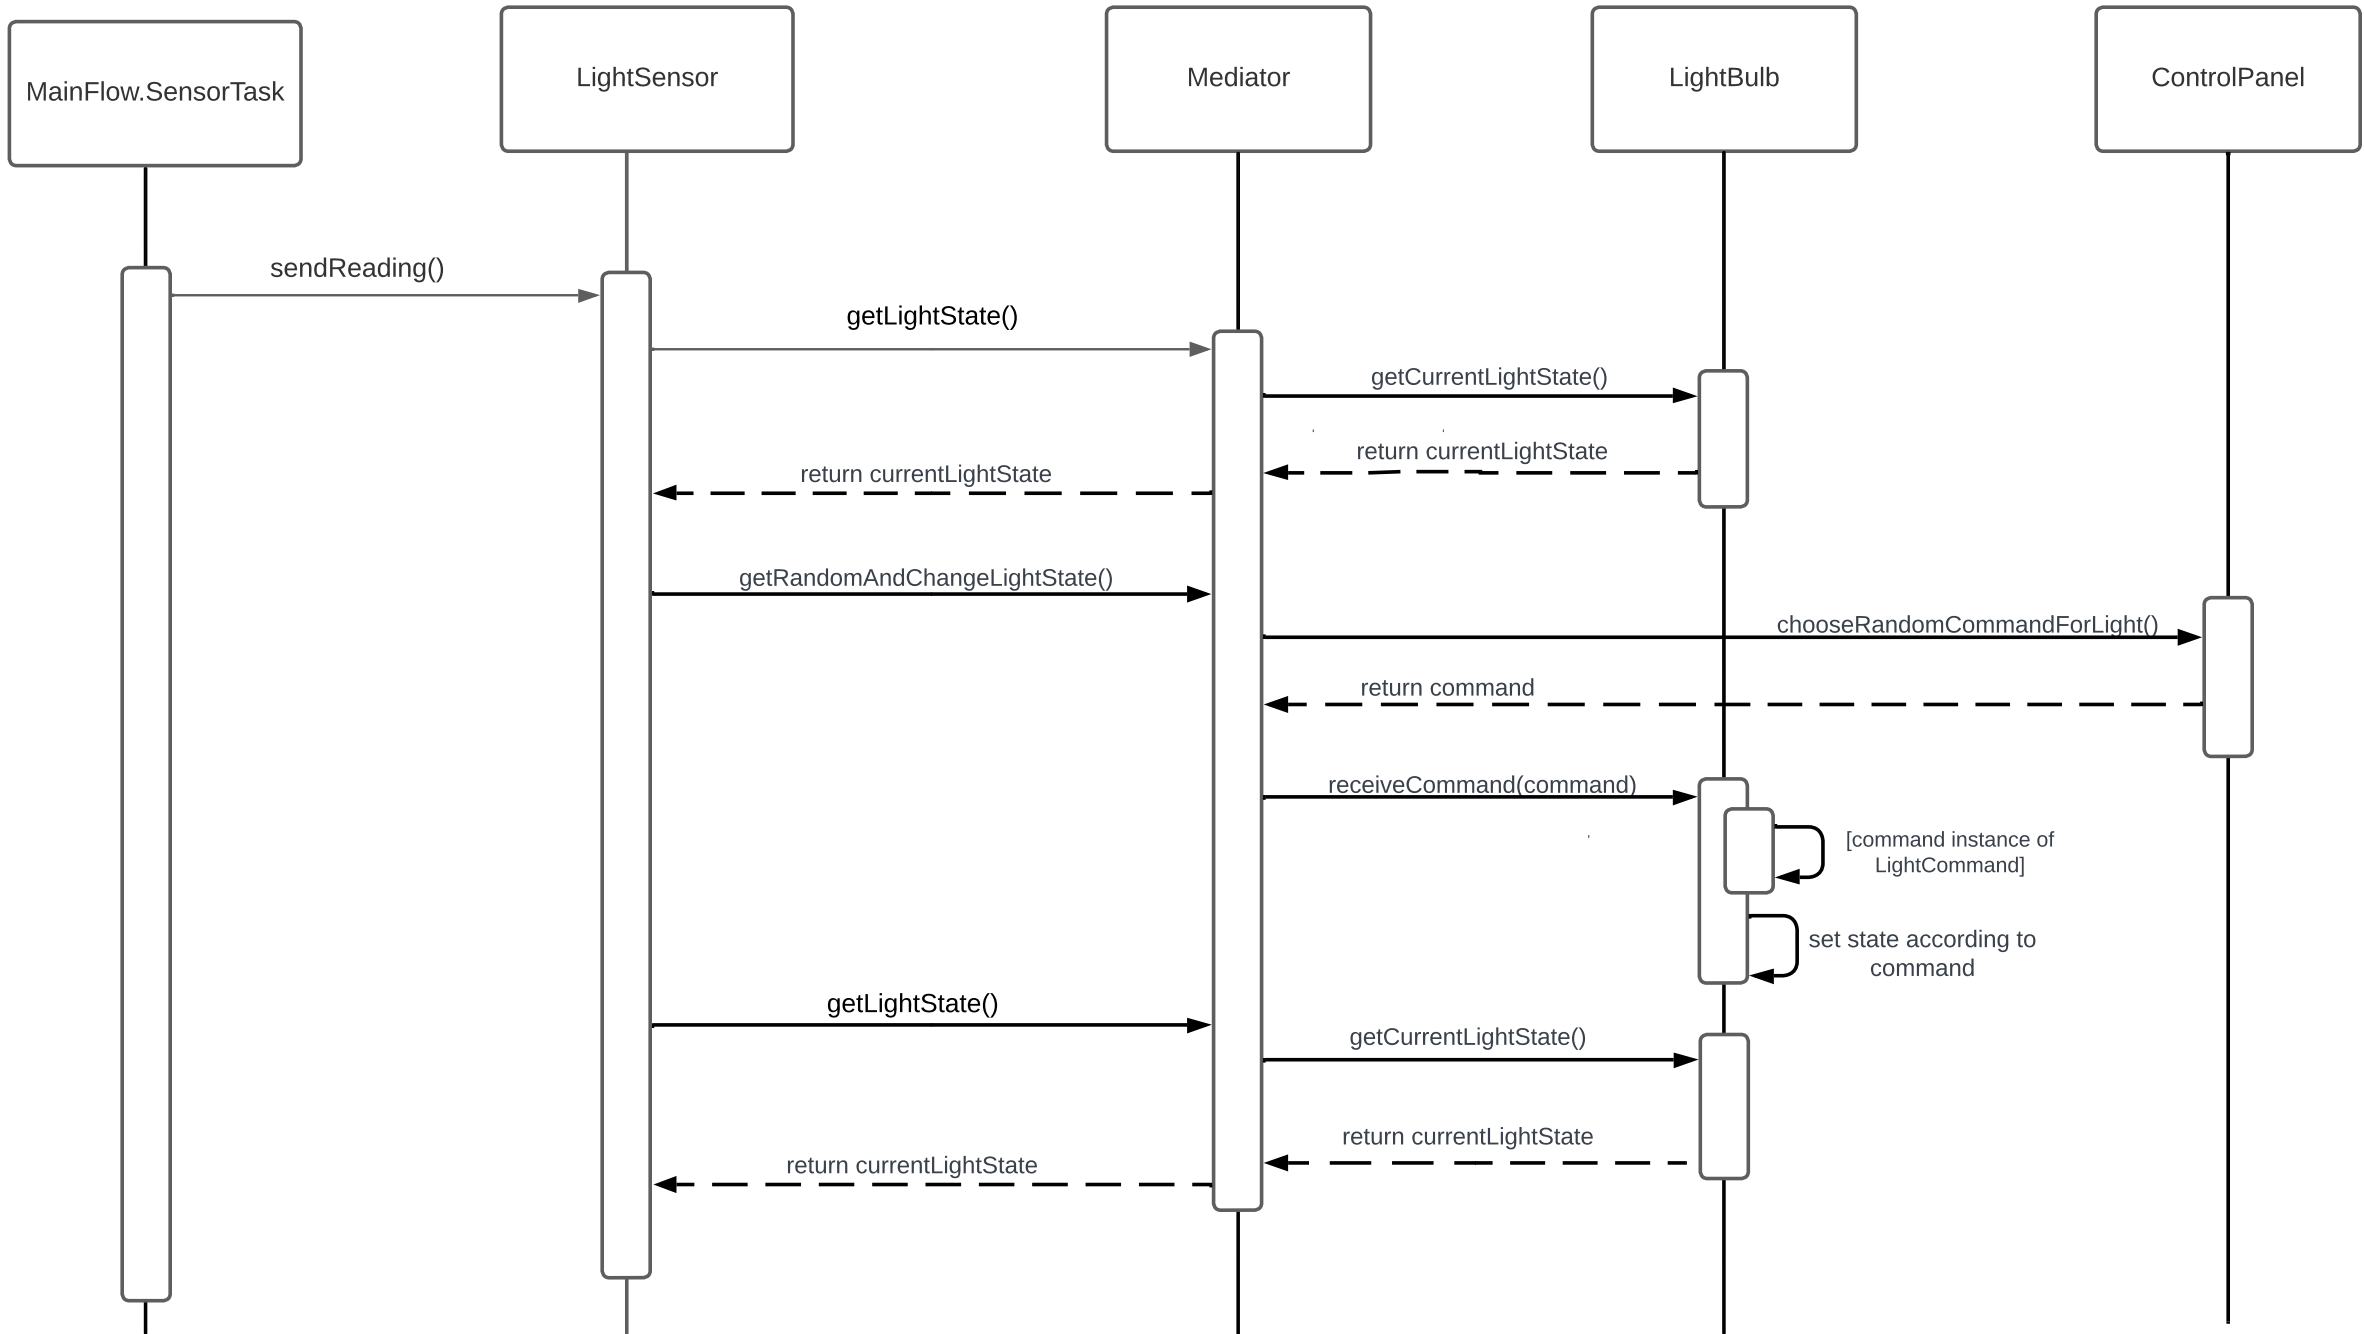 MainFlow.SensorTask
LightSensor
Mediator
LightBulb
ControlPanel
sendReading()
getLightState()
getCurrentLightState()
return currentLightState
return currentLightState
getRandomAndChangeLightState()
chooseRandomCommandForLight()
return command
receiveCommand(command)
[command instance of
LightCommand]
set state according to
command
getLightState()
getCurrentLightState()
return currentLightState
return currentLightState